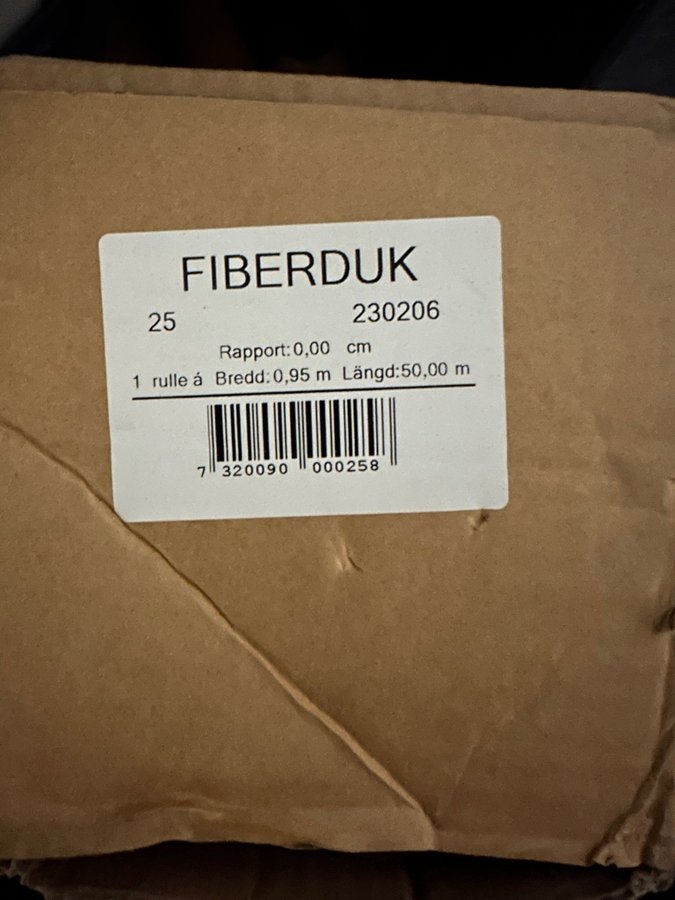 FIBERDUK
25 230206
Rapport:0,00 cm
1 rulle á Bredd:0,95 m Längd:50,00 m
7 320090 000258